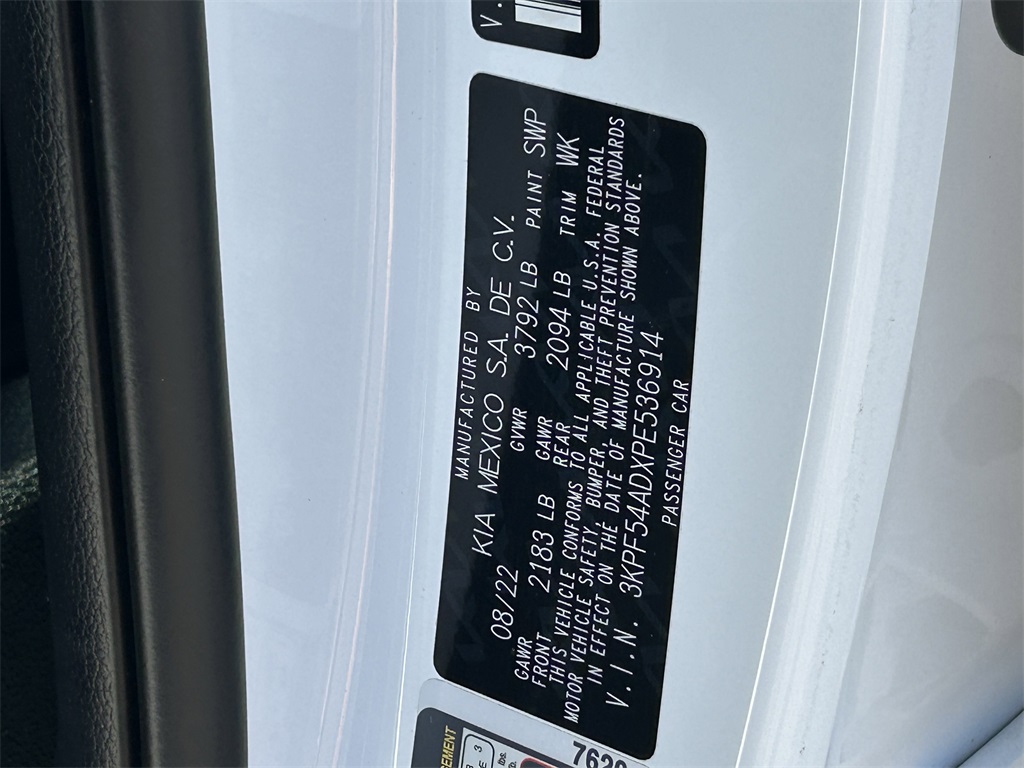 V.
MANUFACTURED BY
KIA MEXICO S.A. DE C.V.
08/22 GVWR 3792 LB PAINT SWP
GAWR FRONT 2183 LB GAWR REAR 2094 LB TRIM WK
THIS VEHICLE CONFORMS TO ALL APPLICABLE U.S.A. FEDERAL
MOTOR VEHICLE SAFETY, BUMPER, AND THEFT PREVENTION STANDARDS
IN EFFECT ON THE DATE OF MANUFACTURE SHOWN ABOVE.
V.I.N. 3KPF54ADXPE536914
PASSENGER CAR
3
lbs.